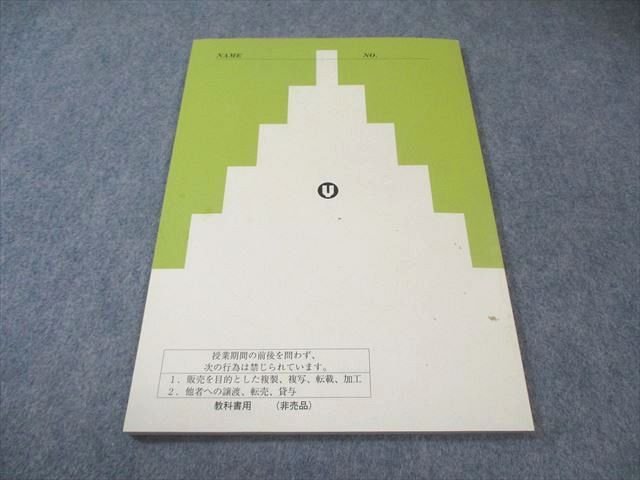 NAME NO.
U
授業期間の前後を問わず、
次の行為は禁じられています。
1．販売を目的とした複製、複写、転載、加工
2．他者への譲渡、転売、貸与
教科書用　（非売品）